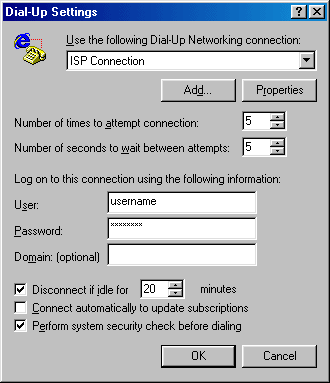 Dial-Up Settings
Use the following Dial-Up Networking connection:
ISP Connection
Add... Properties
Number of times to attempt connection: 5
Number of seconds to wait between attempts: 5
Log on to this connection using the following information:
User: username
Password: ********
Domain: (optional)
Disconnect if idle for 20 minutes
Connect automatically to update subscriptions
Perform system security check before dialing
OK Cancel